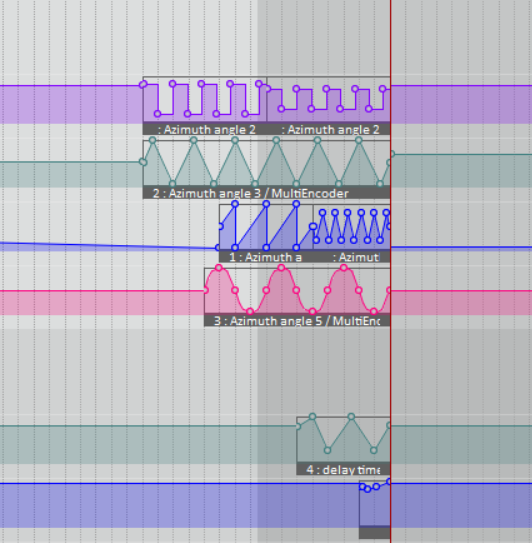 : Azimuth angle 2 : Azimuth angle 2
2 : Azimuth angle 3 / MultiEncoder
1 : Azimuth a : Azimut
3 : Azimuth angle 5 / MultiEnc
4 : delay time